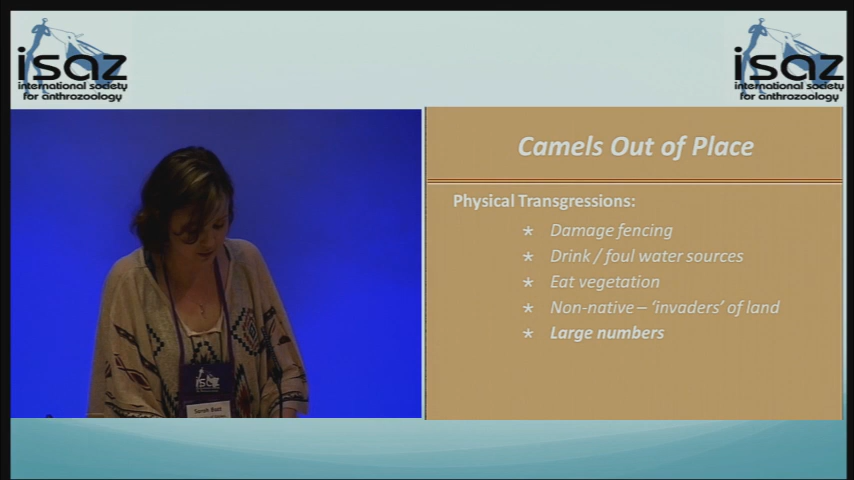 isaz
international society
for anthrozoology
isaz
international society
for anthrozoology
Camels Out of Place
Physical Transgressions:
* Damage fencing
* Drink / foul water sources
* Eat vegetation
* Non-native – ‘invaders’ of land
* Large numbers
isaz
Sarah